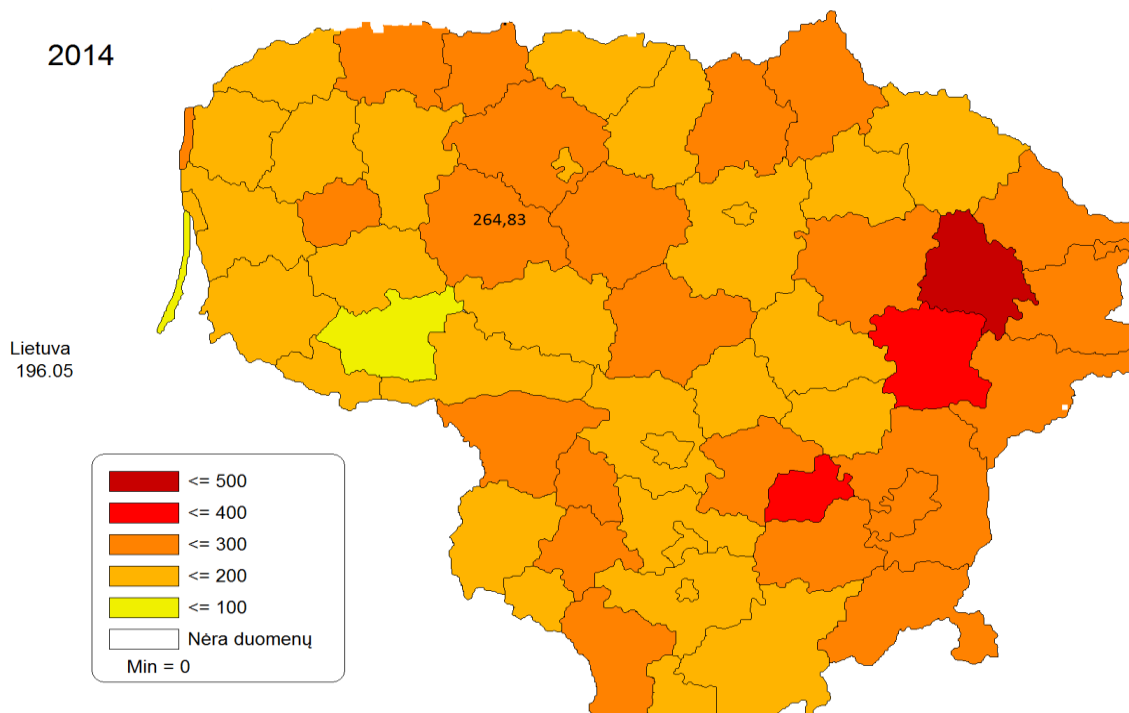 2014
264,83
Lietuva
196.05
<= 500
<= 400
<= 300
<= 200
<= 100
Nėra duomenų
Min = 0